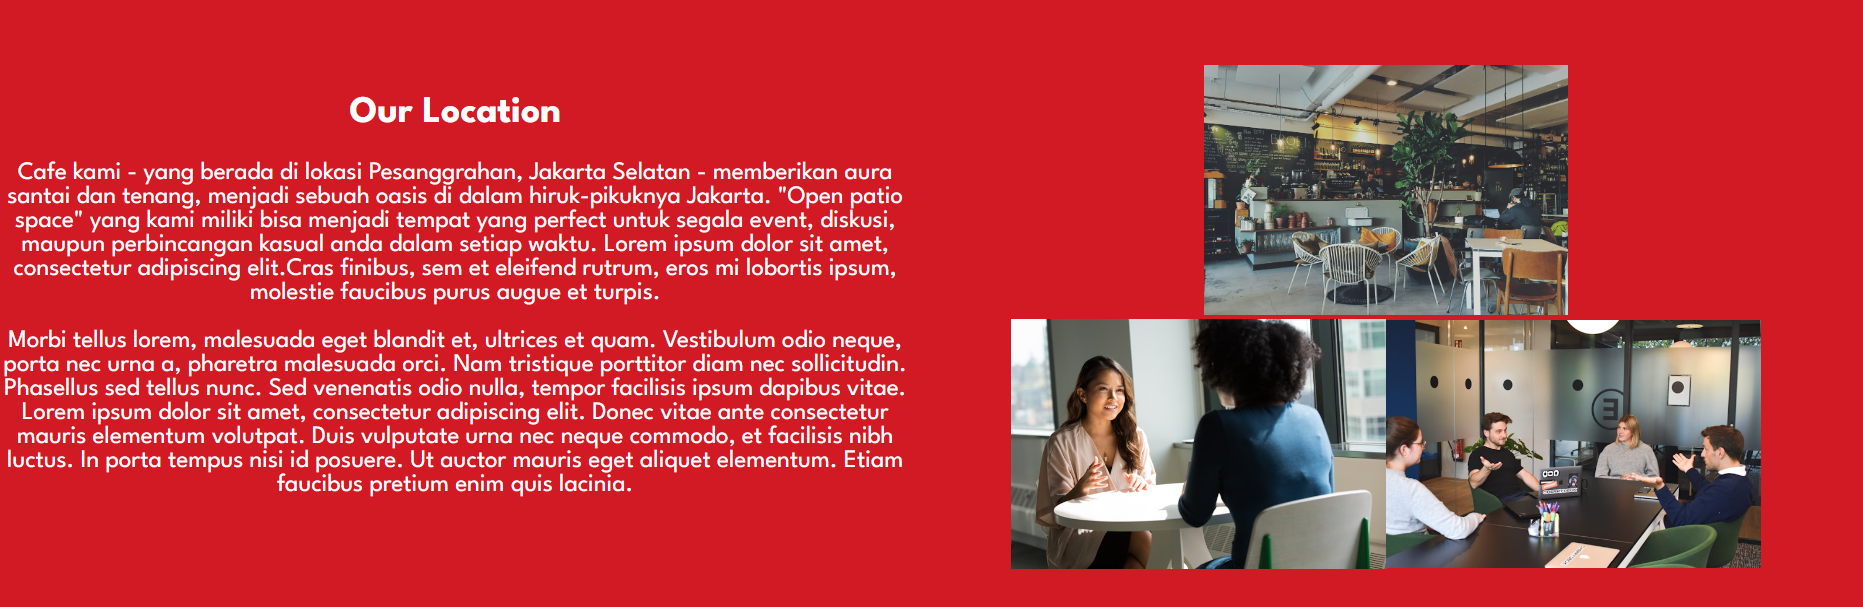 Our Location
Cafe kami - yang berada di lokasi Pesanggrahan, Jakarta Selatan - memberikan aura
santai dan tenang, menjadi sebuah oasis di dalam hiruk-pikuknya Jakarta. "Open patio
space" yang kami miliki bisa menjadi tempat yang perfect untuk segala event, diskusi,
maupun perbincangan kasual anda dalam setiap waktu. Lorem ipsum dolor sit amet,
consectetur adipiscing elit.Cras finibus, sem et eleifend rutrum, eros mi lobortis ipsum,
molestie faucibus purus augue et turpis.
Morbi tellus lorem, malesuada eget blandit et, ultrices et quam. Vestibulum odio neque,
porta nec urna a, pharetra malesuada orci. Nam tristique porttitor diam nec sollicitudin.
Phasellus sed tellus nunc. Sed venenatis odio nulla, tempor facilisis ipsum dapibus vitae.
Lorem ipsum dolor sit amet, consectetur adipiscing elit. Donec vitae ante consectetur
mauris elementum volutpat. Duis vulputate urna nec neque commodo, et facilisis nibh
luctus. In porta tempus nisi id posuere. Ut auctor mauris eget aliquet elementum. Etiam
faucibus pretium enim quis lacinia.